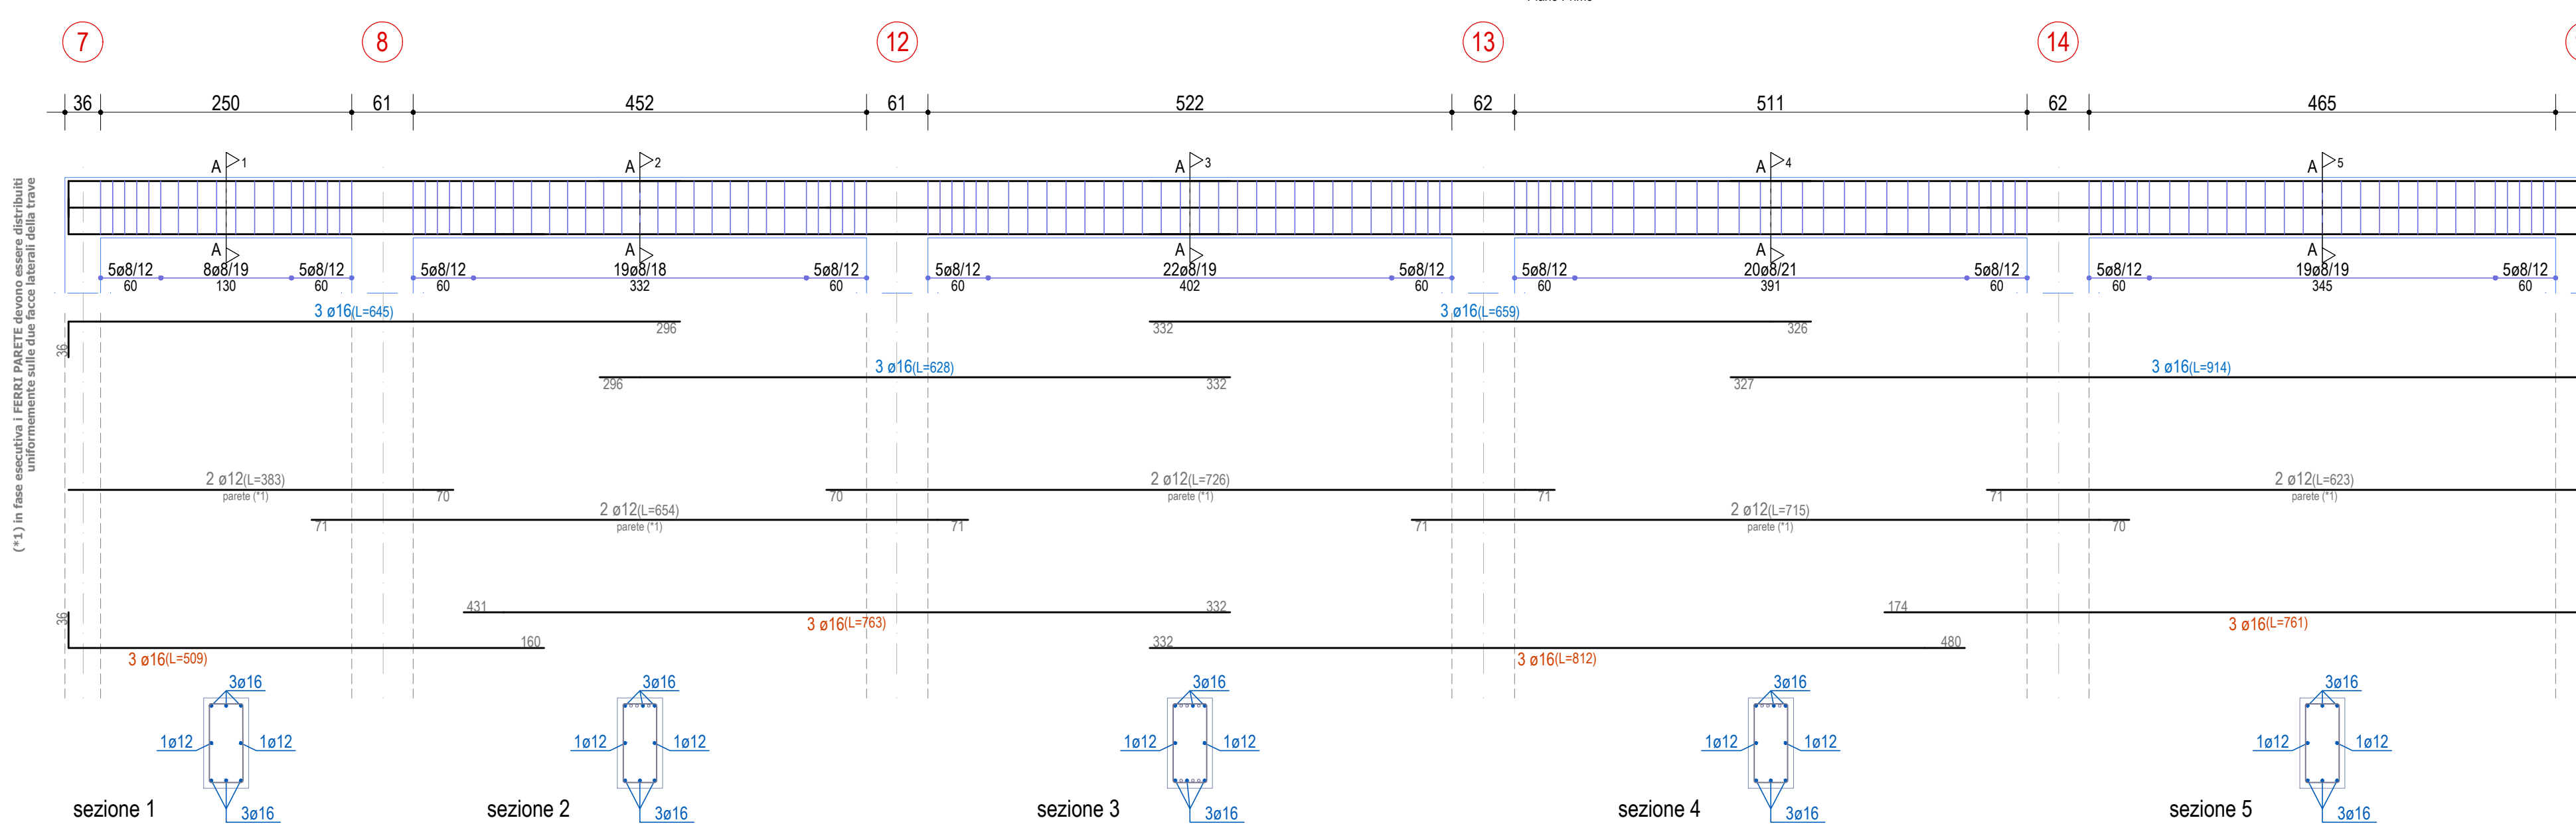 7 8 12 13 14
36 250 61 452 61 522 62 511 62 465
A 1 A 2 A 3 A 4 A 5
A A A A A
5ø8/12 8ø8/19 5ø8/12 5ø8/12 19ø8/18 5ø8/12 5ø8/12 22ø8/19 5ø8/12 5ø8/12 20ø8/21 5ø8/12 5ø8/12 19ø8/19 5ø8/12
60 130 60 60 332 60 60 402 60 60 391 60 60 345 60
(*1) in fase esecutiva i FERRI PARETE devono essere distribuiti
uniformemente sulle due facce laterali della trave
3 ø16(L=645) 3 ø16(L=659)
36 296 332 326
3 ø16(L=628) 3 ø16(L=914)
296 332 327
2 ø12(L=383) 2 ø12(L=726) 2 ø12(L=623)
parete (*1) 70 70 parete (*1) 71 71 parete (*1)
2 ø12(L=654) 2 ø12(L=715)
71 parete (*1) 71 71 parete (*1) 70
431 332 174
3 ø16(L=763) 3 ø16(L=761)
36 160 332 480
3 ø16(L=509) 3 ø16(L=812)
3ø16 3ø16 3ø16 3ø16 3ø16
1ø12 1ø12 1ø12 1ø12 1ø12 1ø12 1ø12 1ø12 1ø12 1ø12
sezione 1 sezione 2 sezione 3 sezione 4 sezione 5
3ø16 3ø16 3ø16 3ø16 3ø16